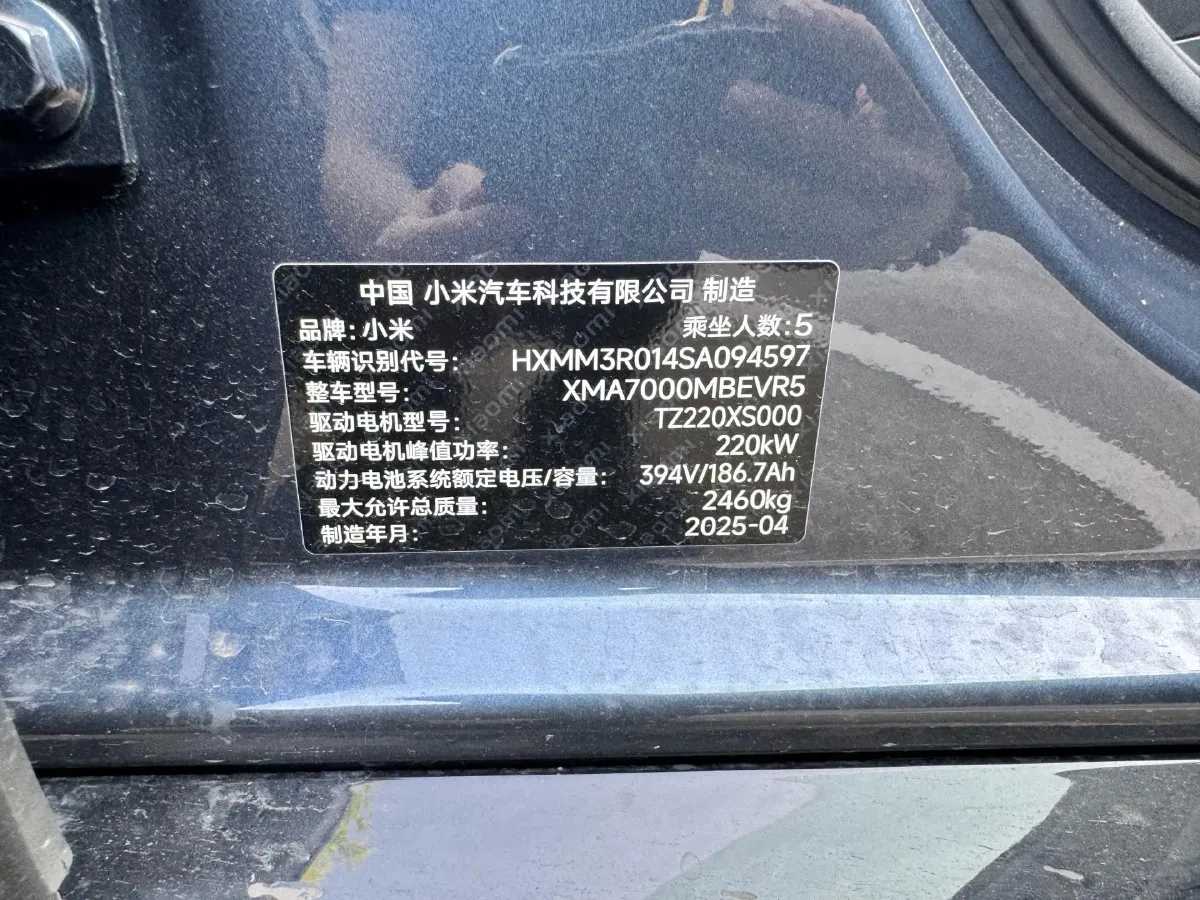 中国 小米汽车科技有限公司 制造
品牌: 小米 乘坐人数: 5
车辆识别代号: HXMM3R014SA094597
整车型号: XMA7000MBEVR5
驱动电机型号: TZ220XS000
驱动电机峰值功率: 220kW
动力电池系统额定电压/容量: 394V/186.7Ah
最大允许总质量: 2460kg
制造年月: 2025-04